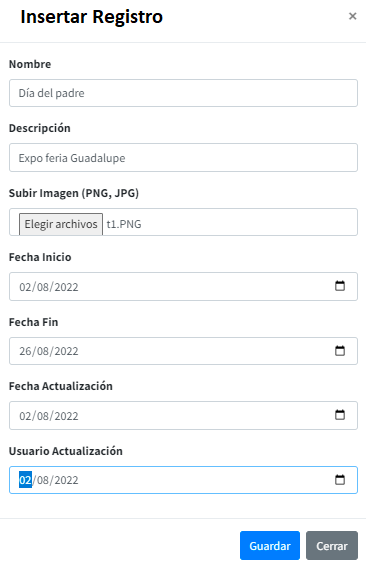 Insertar Registro ×
Nombre
Día del padre
Descripción
Expo feria Guadalupe
Subir Imagen (PNG, JPG)
Elegir archivos t1.PNG
Fecha Inicio
02/08/2022
Fecha Fin
26/08/2022
Fecha Actualización
02/08/2022
Usuario Actualización
02/08/2022
Guardar Cerrar